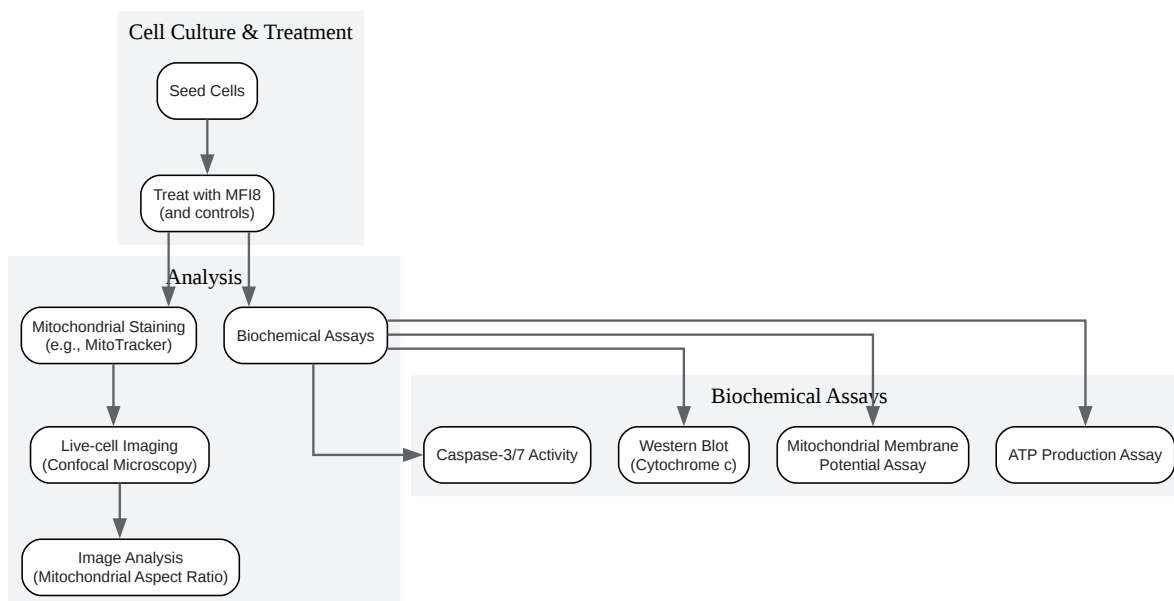 Cell Culture & Treatment
Seed Cells
Treat with MFI8
(and controls)
Analysis
Mitochondrial Staining
(e.g., MitoTracker)
Biochemical Assays
Live-cell Imaging
(Confocal Microscopy)
Image Analysis
(Mitochondrial Aspect Ratio)
Biochemical Assays
Caspase-3/7 Activity
Western Blot
(Cytochrome c)
Mitochondrial Membrane
Potential Assay
ATP Production Assay